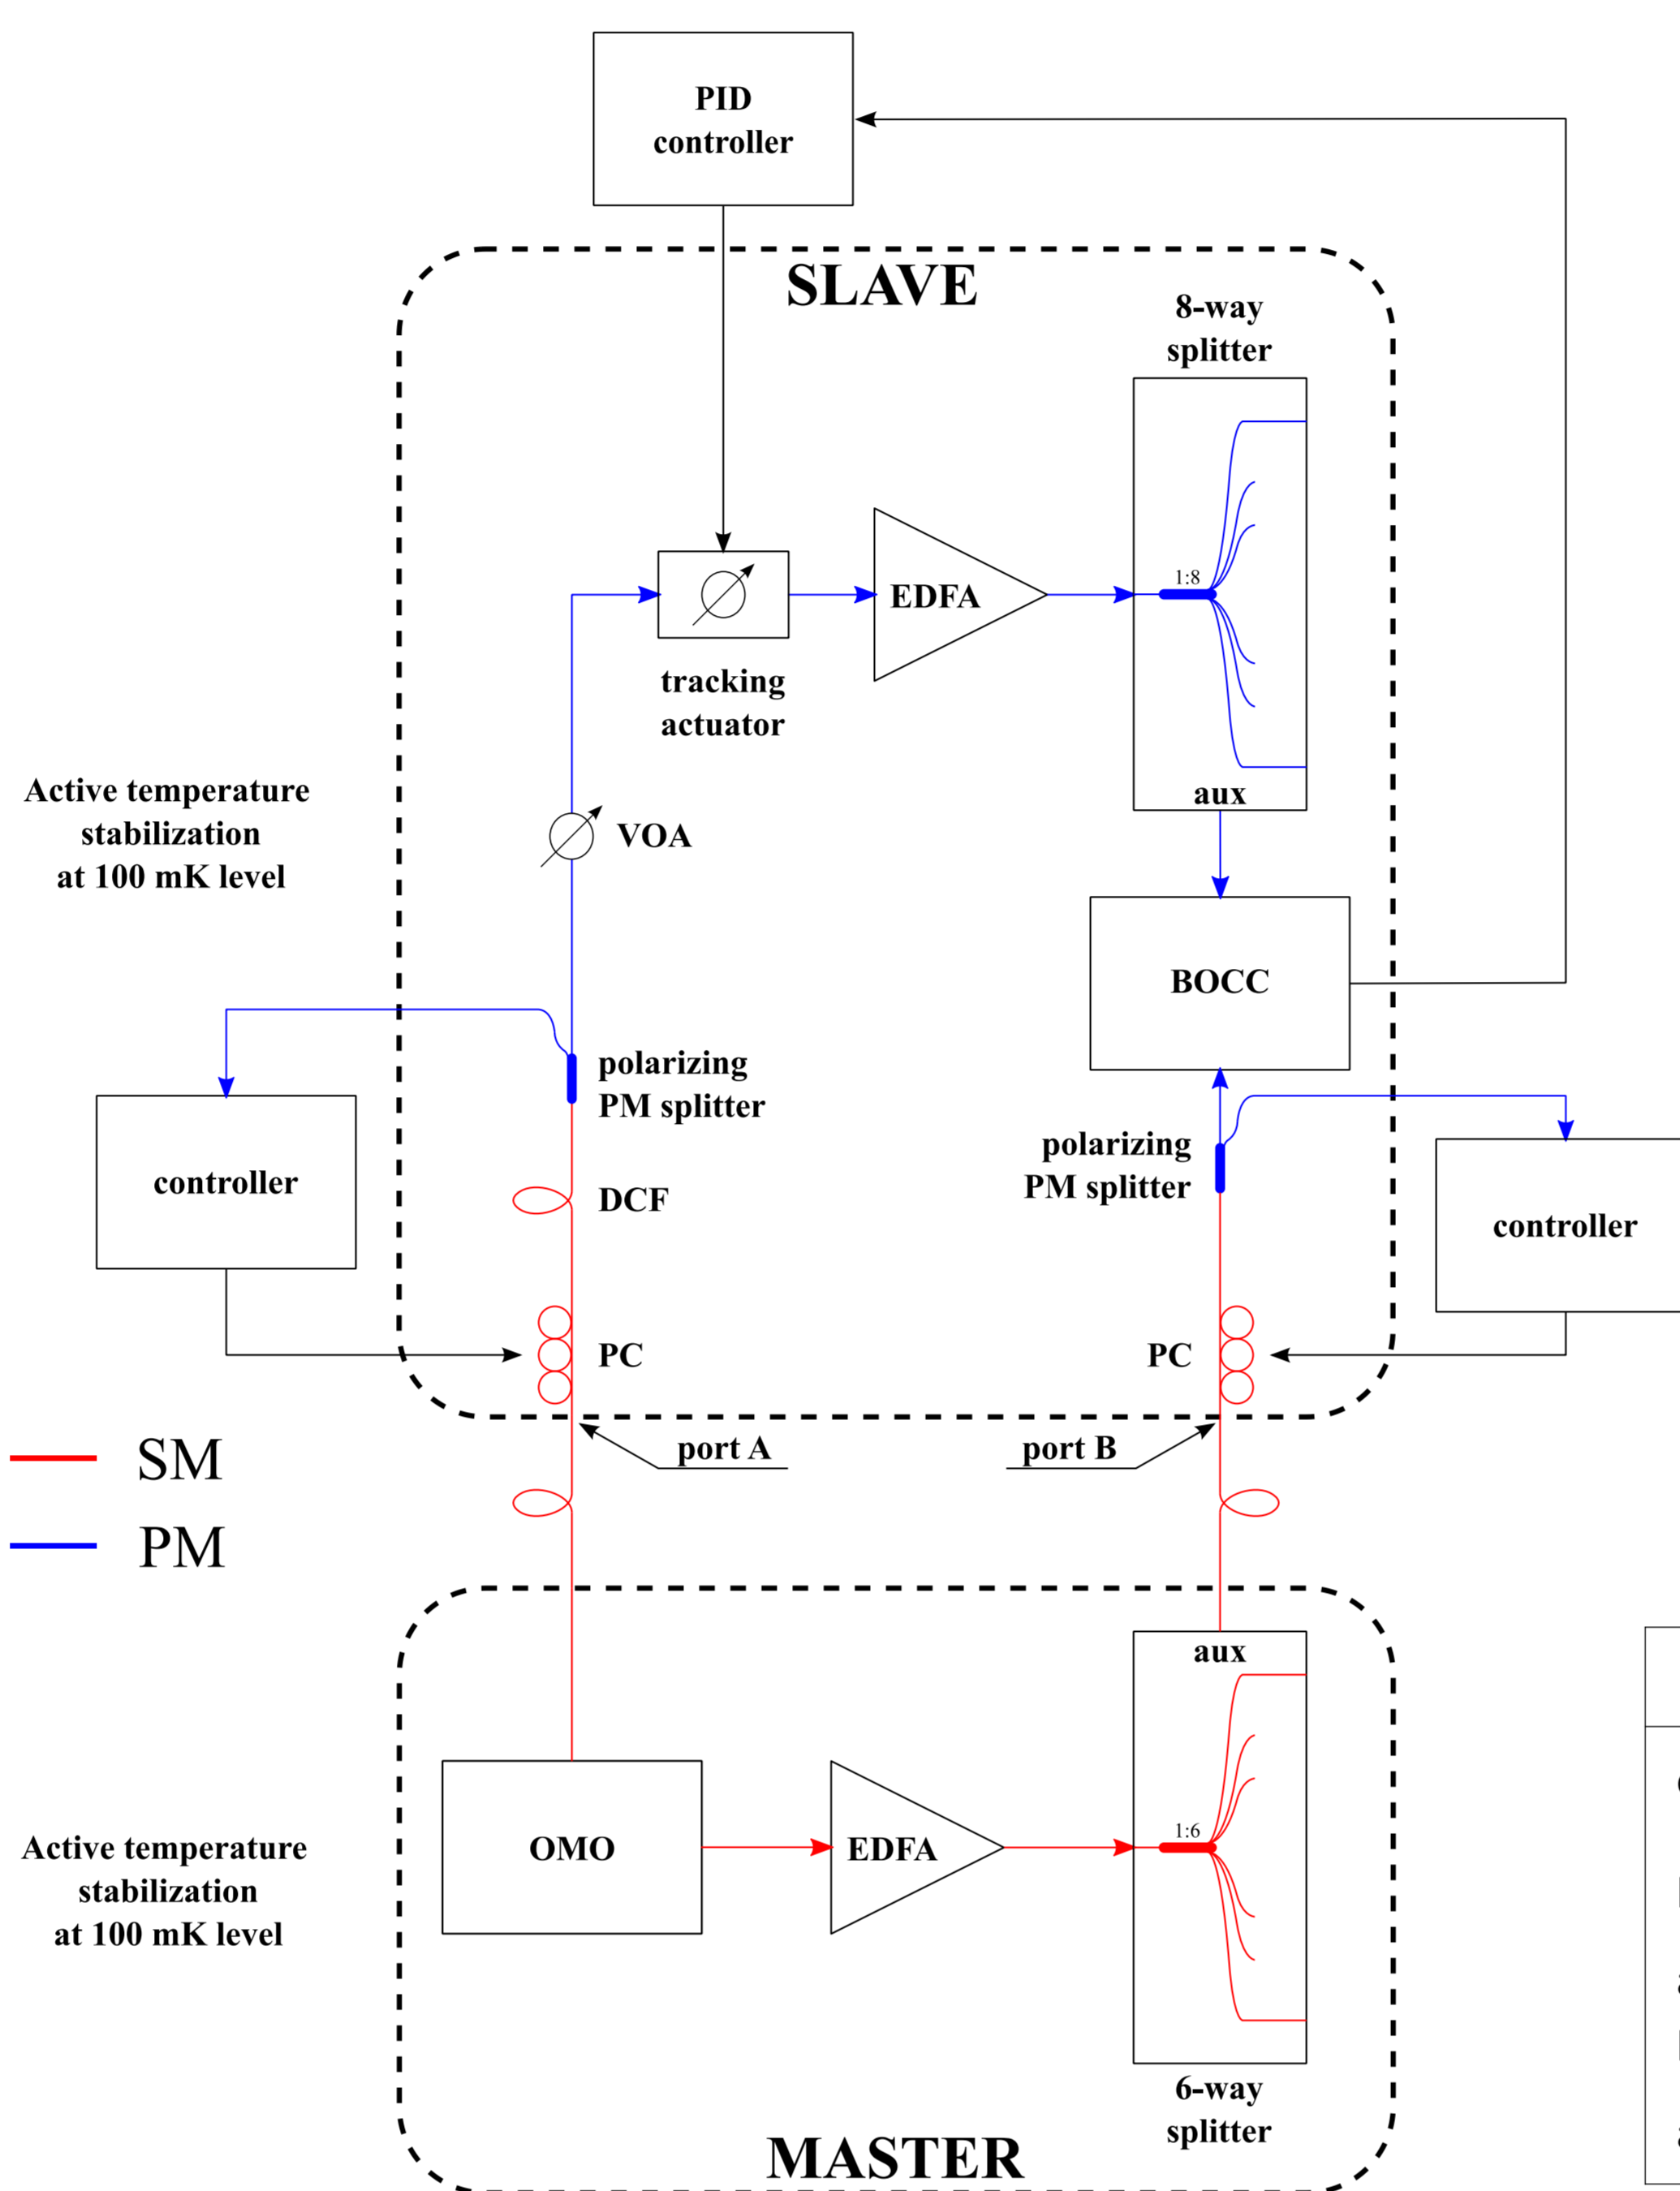 PID
controller
SLAVE
8-way
splitter
1:8
EDFA
tracking
actuator
aux
Active temperature
stabilization
at 100 mK level
VOA
BOCC
polarizing
PM splitter
polarizing
PM splitter
controller
DCF
controller
PC
PC
port A
port B
SM
PM
aux
1:6
OMO
EDFA
Active temperature
stabilization
at 100 mK level
6-way
splitter
MASTER